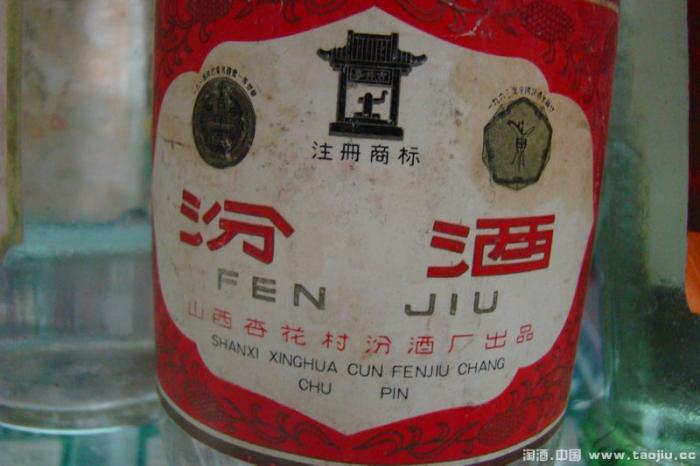 注册商标
汾酒
FEN JIU
山西杏花村汾酒厂出品
SHANXI XINGHUA CUN FENJIU CHANG
CHU PIN
淘酒.中国 www.taojiu.cc